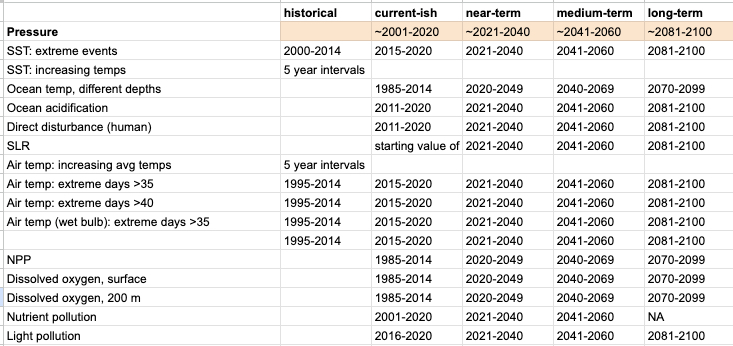 historical current-ish near-term medium-term long-term
Pressure ~2001-2020 ~2021-2040 ~2041-2060 ~2081-2100
SST: extreme events 2000-2014 2015-2020 2021-2040 2041-2060 2081-2100
SST: increasing temps 5 year intervals
Ocean temp, different depths 1985-2014 2020-2049 2040-2069 2070-2099
Ocean acidification 2011-2020 2021-2040 2041-2060 2081-2100
Direct disturbance (human) 2011-2020 2021-2040 2041-2060 2081-2100
SLR starting value of 2021-2040 2041-2060 2081-2100
Air temp: increasing avg temps 5 year intervals
Air temp: extreme days >35 1995-2014 2015-2020 2021-2040 2041-2060 2081-2100
Air temp: extreme days >40 1995-2014 2015-2020 2021-2040 2041-2060 2081-2100
Air temp (wet bulb): extreme days >35 1995-2014 2015-2020 2021-2040 2041-2060 2081-2100
1995-2014 2015-2020 2021-2040 2041-2060 2081-2100
NPP 1985-2014 2020-2049 2040-2069 2070-2099
Dissolved oxygen, surface 1985-2014 2020-2049 2040-2069 2070-2099
Dissolved oxygen, 200 m 1985-2014 2020-2049 2040-2069 2070-2099
Nutrient pollution 2001-2020 2021-2040 2041-2060 NA
Light pollution 2016-2020 2021-2040 2041-2060 2081-2100